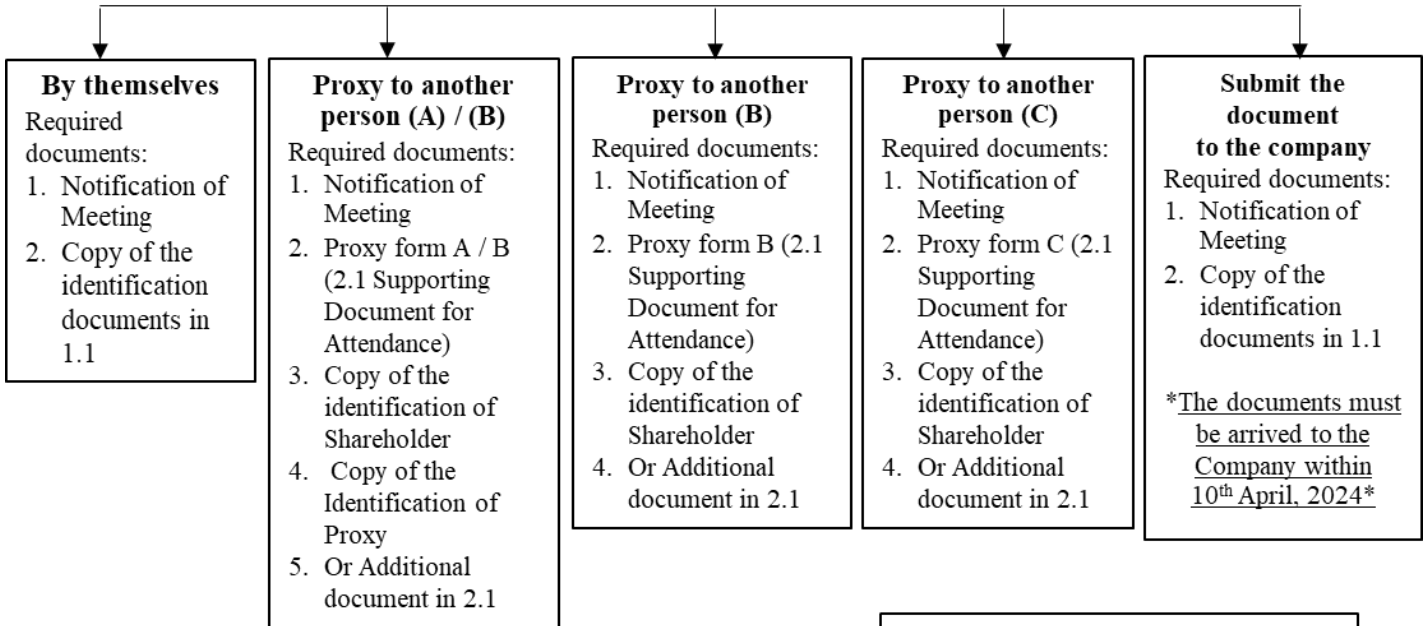 By themselves
Required
documents:
1. Notification of
Meeting
2. Copy of the
identification
documents in
1.1
Proxy to another
person (A) / (B)
Required documents:
1. Notification of
Meeting
2. Proxy form A / B
(2.1 Supporting
Document for
Attendance)
3. Copy of the
identification of
Shareholder
4. Copy of the
Identification of
Proxy
5. Or Additional
document in 2.1
Proxy to another
person (B)
Required documents:
1. Notification of
Meeting
2. Proxy form B (2.1
Supporting
Document for
Attendance)
3. Copy of the
identification of
Shareholder
4. Or Additional
document in 2.1
Proxy to another
person (C)
Required documents:
1. Notification of
Meeting
2. Proxy form C (2.1
Supporting
Document for
Attendance)
3. Copy of the
identification of
Shareholder
4. Or Additional
document in 2.1
Submit the
document
to the company
Required documents:
1. Notification of
Meeting
2. Copy of the
identification
documents in 1.1
*The documents must
be arrived to the
Company within
10th April, 2024*